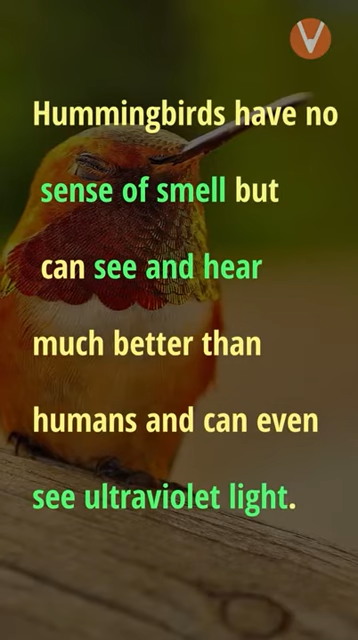 Hummingbirds have no
sense of smell but
can see and hear
much better than
humans and can even
see ultraviolet light.